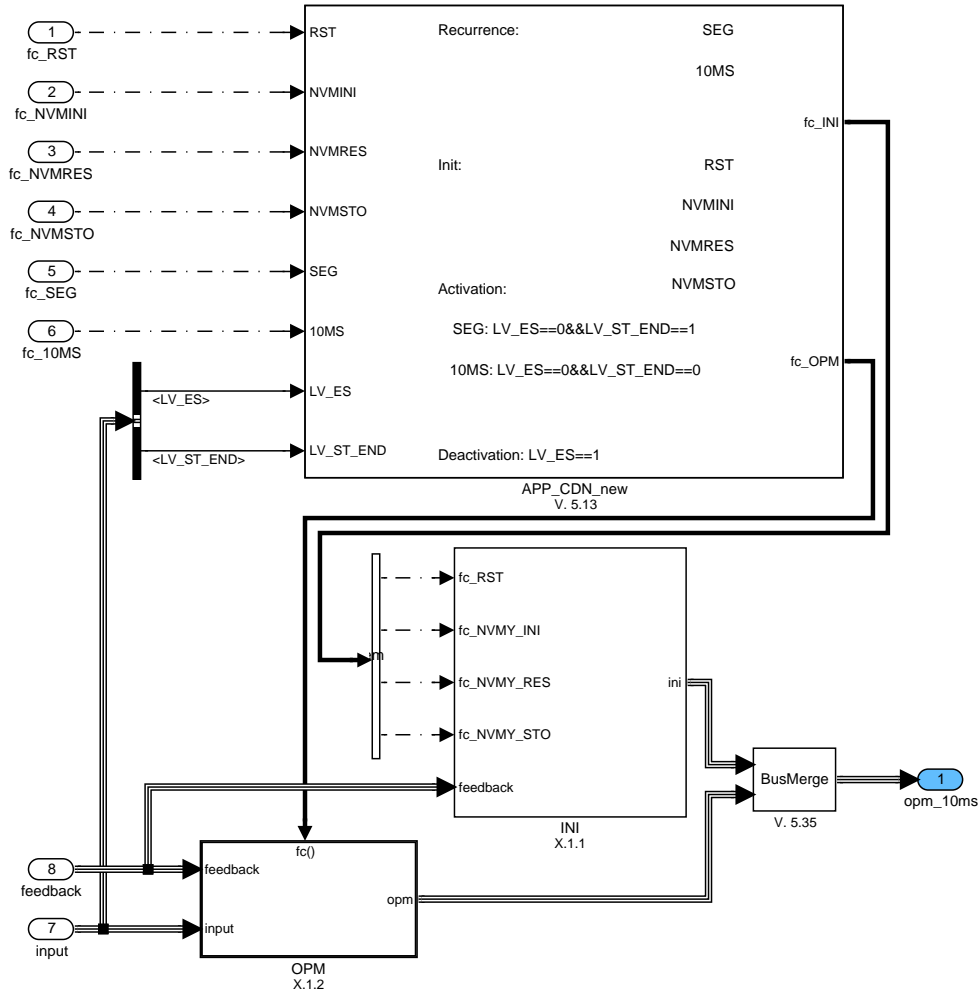 1
fc_RST
2
fc_NVMINI
3
fc_NVMRES
4
fc_NVMSTO
5
fc_SEG
6
fc_10MS
RST
NVMINI
NVMRES
NVMSTO
SEG
10MS
LV_ES
LV_ST_END
<LV_ES>
<LV_ST_END>
Recurrence:
SEG
10MS
Init:
RST
NVMINI
NVMRES
NVMSTO
Activation:
SEG: LV_ES==0&&LV_ST_END==1
10MS: LV_ES==0&&LV_ST_END==0
Deactivation: LV_ES==1
fc_INI
fc_OPM
APP_CDN_new
V. 5.13
fc_RST
fc_NVMY_INI
fc_NVMY_RES
fc_NVMY_STO
feedback
ini
INI
X.1.1
BusMerge
V. 5.35
1
opm_10ms
8
feedback
7
input
fc()
feedback
input
opm
OPM
X.1.2